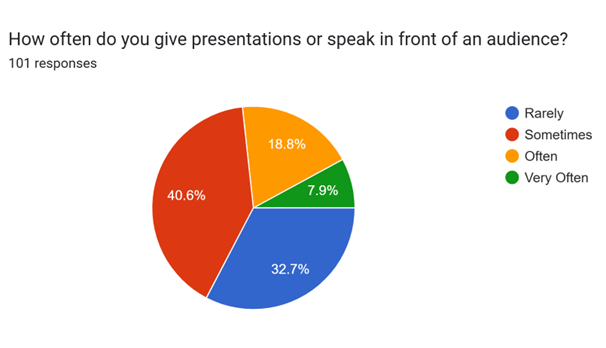 How often do you give presentations or speak in front of an audience?
101 responses
Rarely
Sometimes
Often
Very Often
18.8%
7.9%
40.6%
32.7%